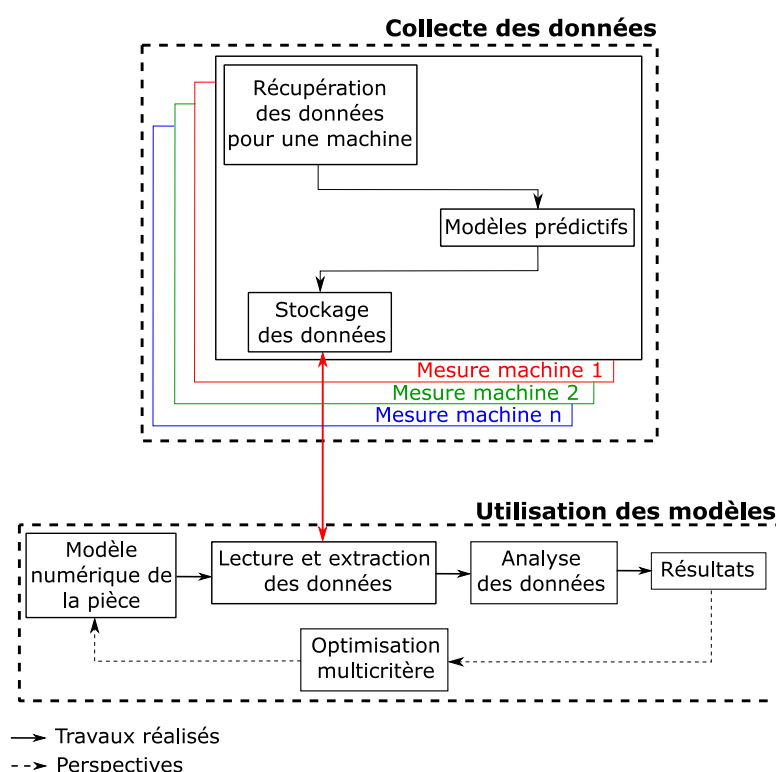 Collecte des données
Récupération
des données
pour une machine
Modèles prédictifs
Stockage
des données
Mesure machine 1
Mesure machine 2
Mesure machine n
Utilisation des modèles
Modèle
numérique de
la pièce
Lecture et extraction
des données
Analyse
des données
Résultats
Optimisation
multicritère
Travaux réalisés
Perspectives